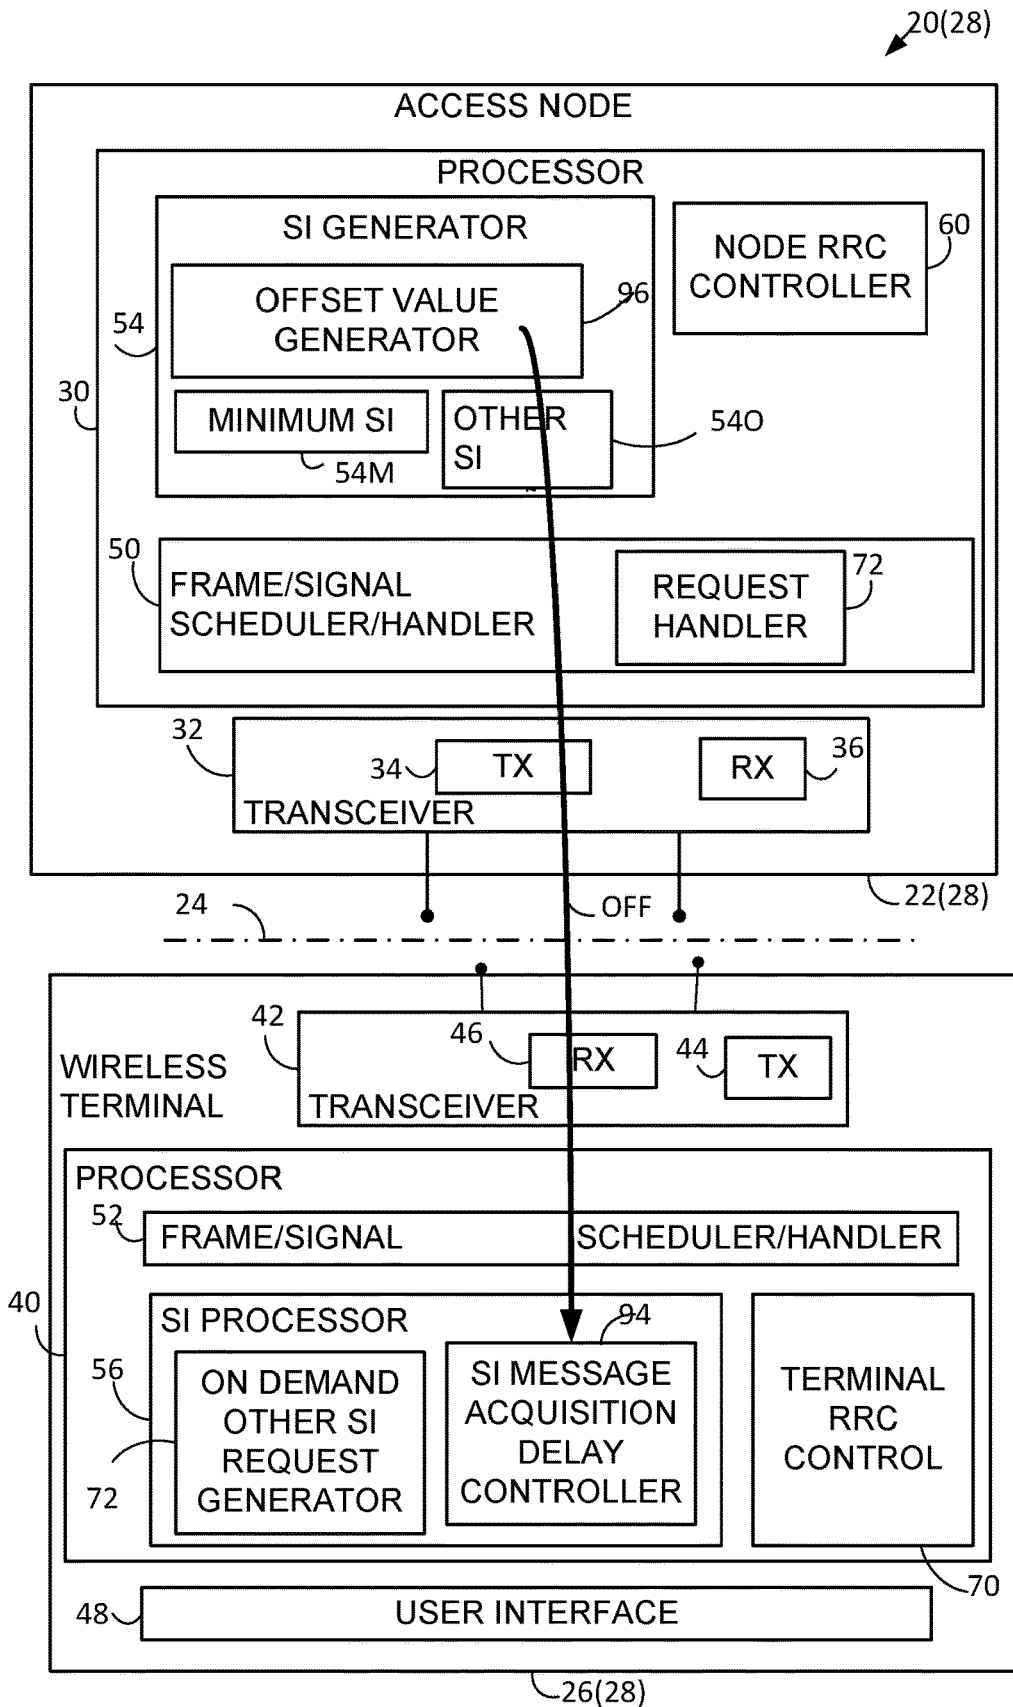 20(28)
ACCESS NODE
PROCESSOR
SI GENERATOR
OFFSET VALUE
GENERATOR
96
NODE RRC
CONTROLLER
60
54
30
MINIMUM SI
54M
OTHER
SI
54O
50
FRAME/SIGNAL
SCHEDULER/HANDLER
REQUEST
HANDLER
72
32
34
TX
RX
36
TRANSCEIVER
22(28)
24
OFF
42
46
RX
44
TX
TRANSCEIVER
WIRELESS
TERMINAL
PROCESSOR
52
FRAME/SIGNAL SCHEDULER/HANDLER
40
SI PROCESSOR
94
56
ON DEMAND
OTHER SI
REQUEST
GENERATOR
72
SI MESSAGE
ACQUISITION
DELAY
CONTROLLER
TERMINAL
RRC
CONTROL
70
48
USER INTERFACE
26(28)